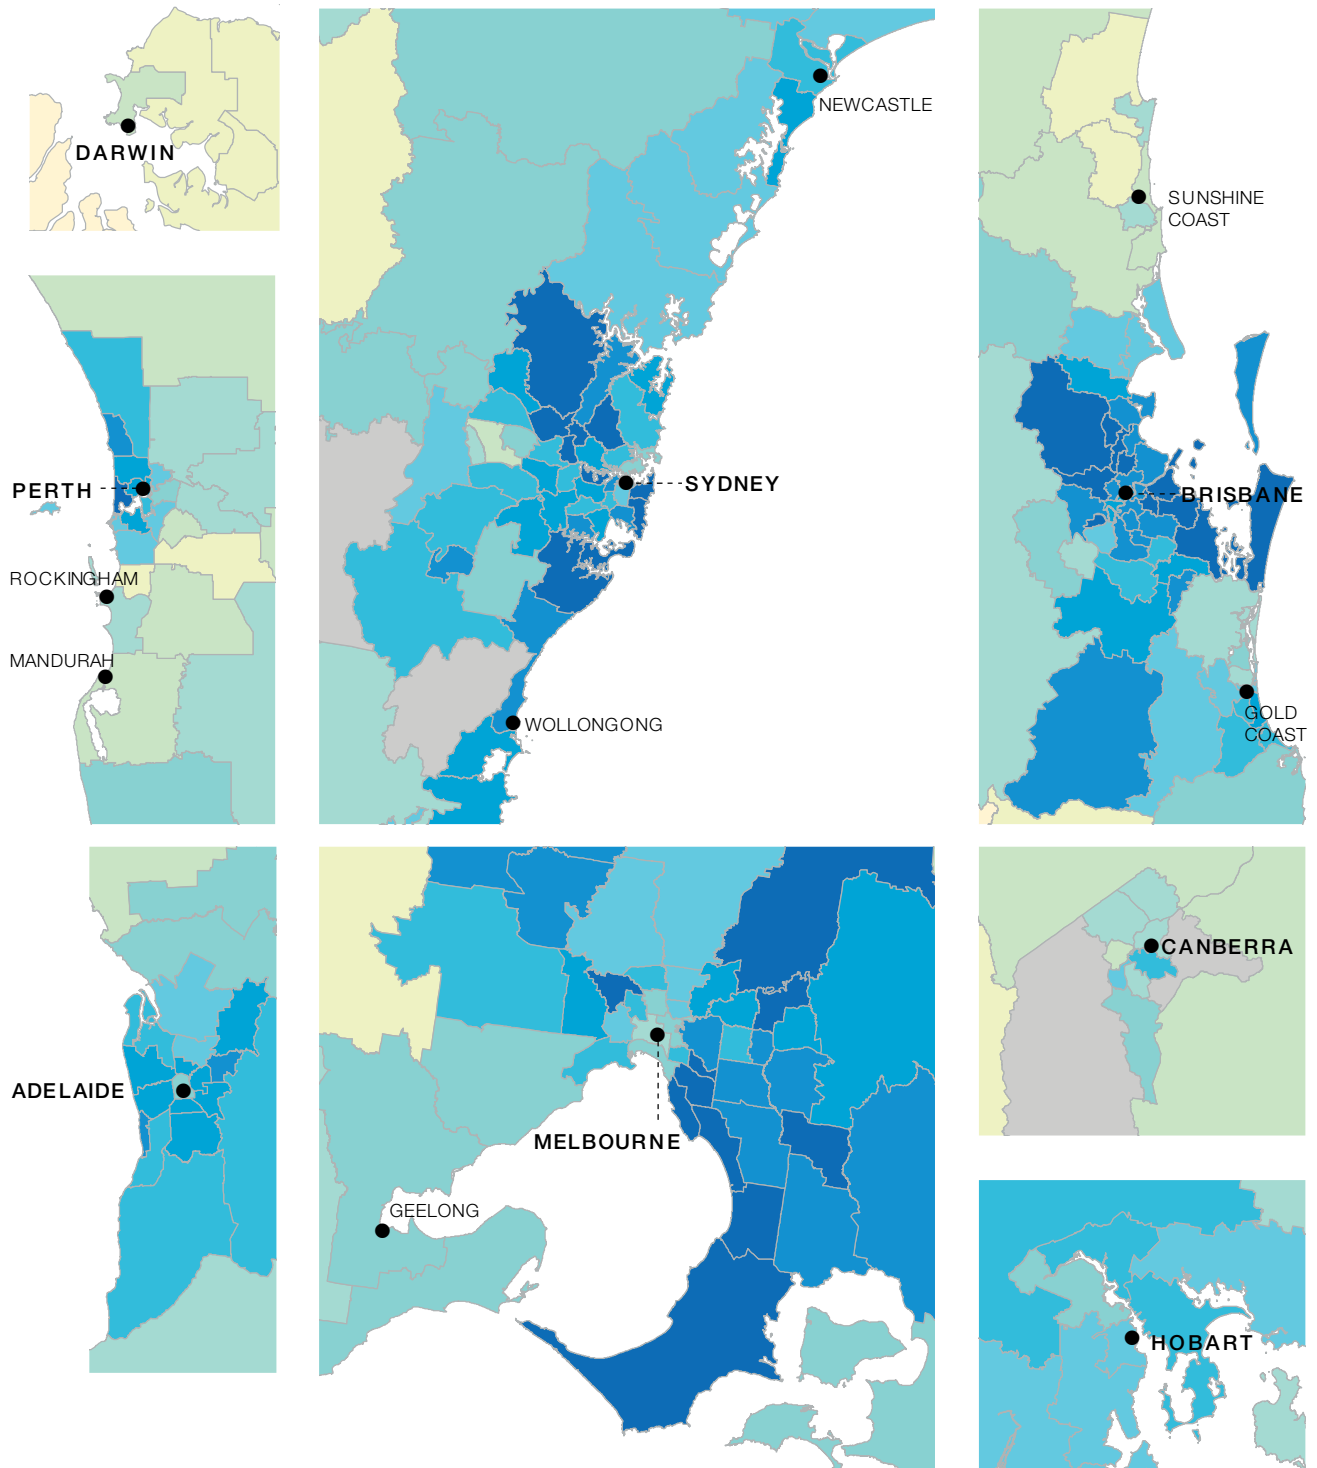 DARWIN
NEWCASTLE
SUNSHINE
COAST
PERTH
SYDNEY
BRISBANE
ROCKINGHAM
MANDURAH
WOLLONGONG
GOLD
COAST
CANBERRA
ADELAIDE
MELBOURNE
GEELONG
HOBART